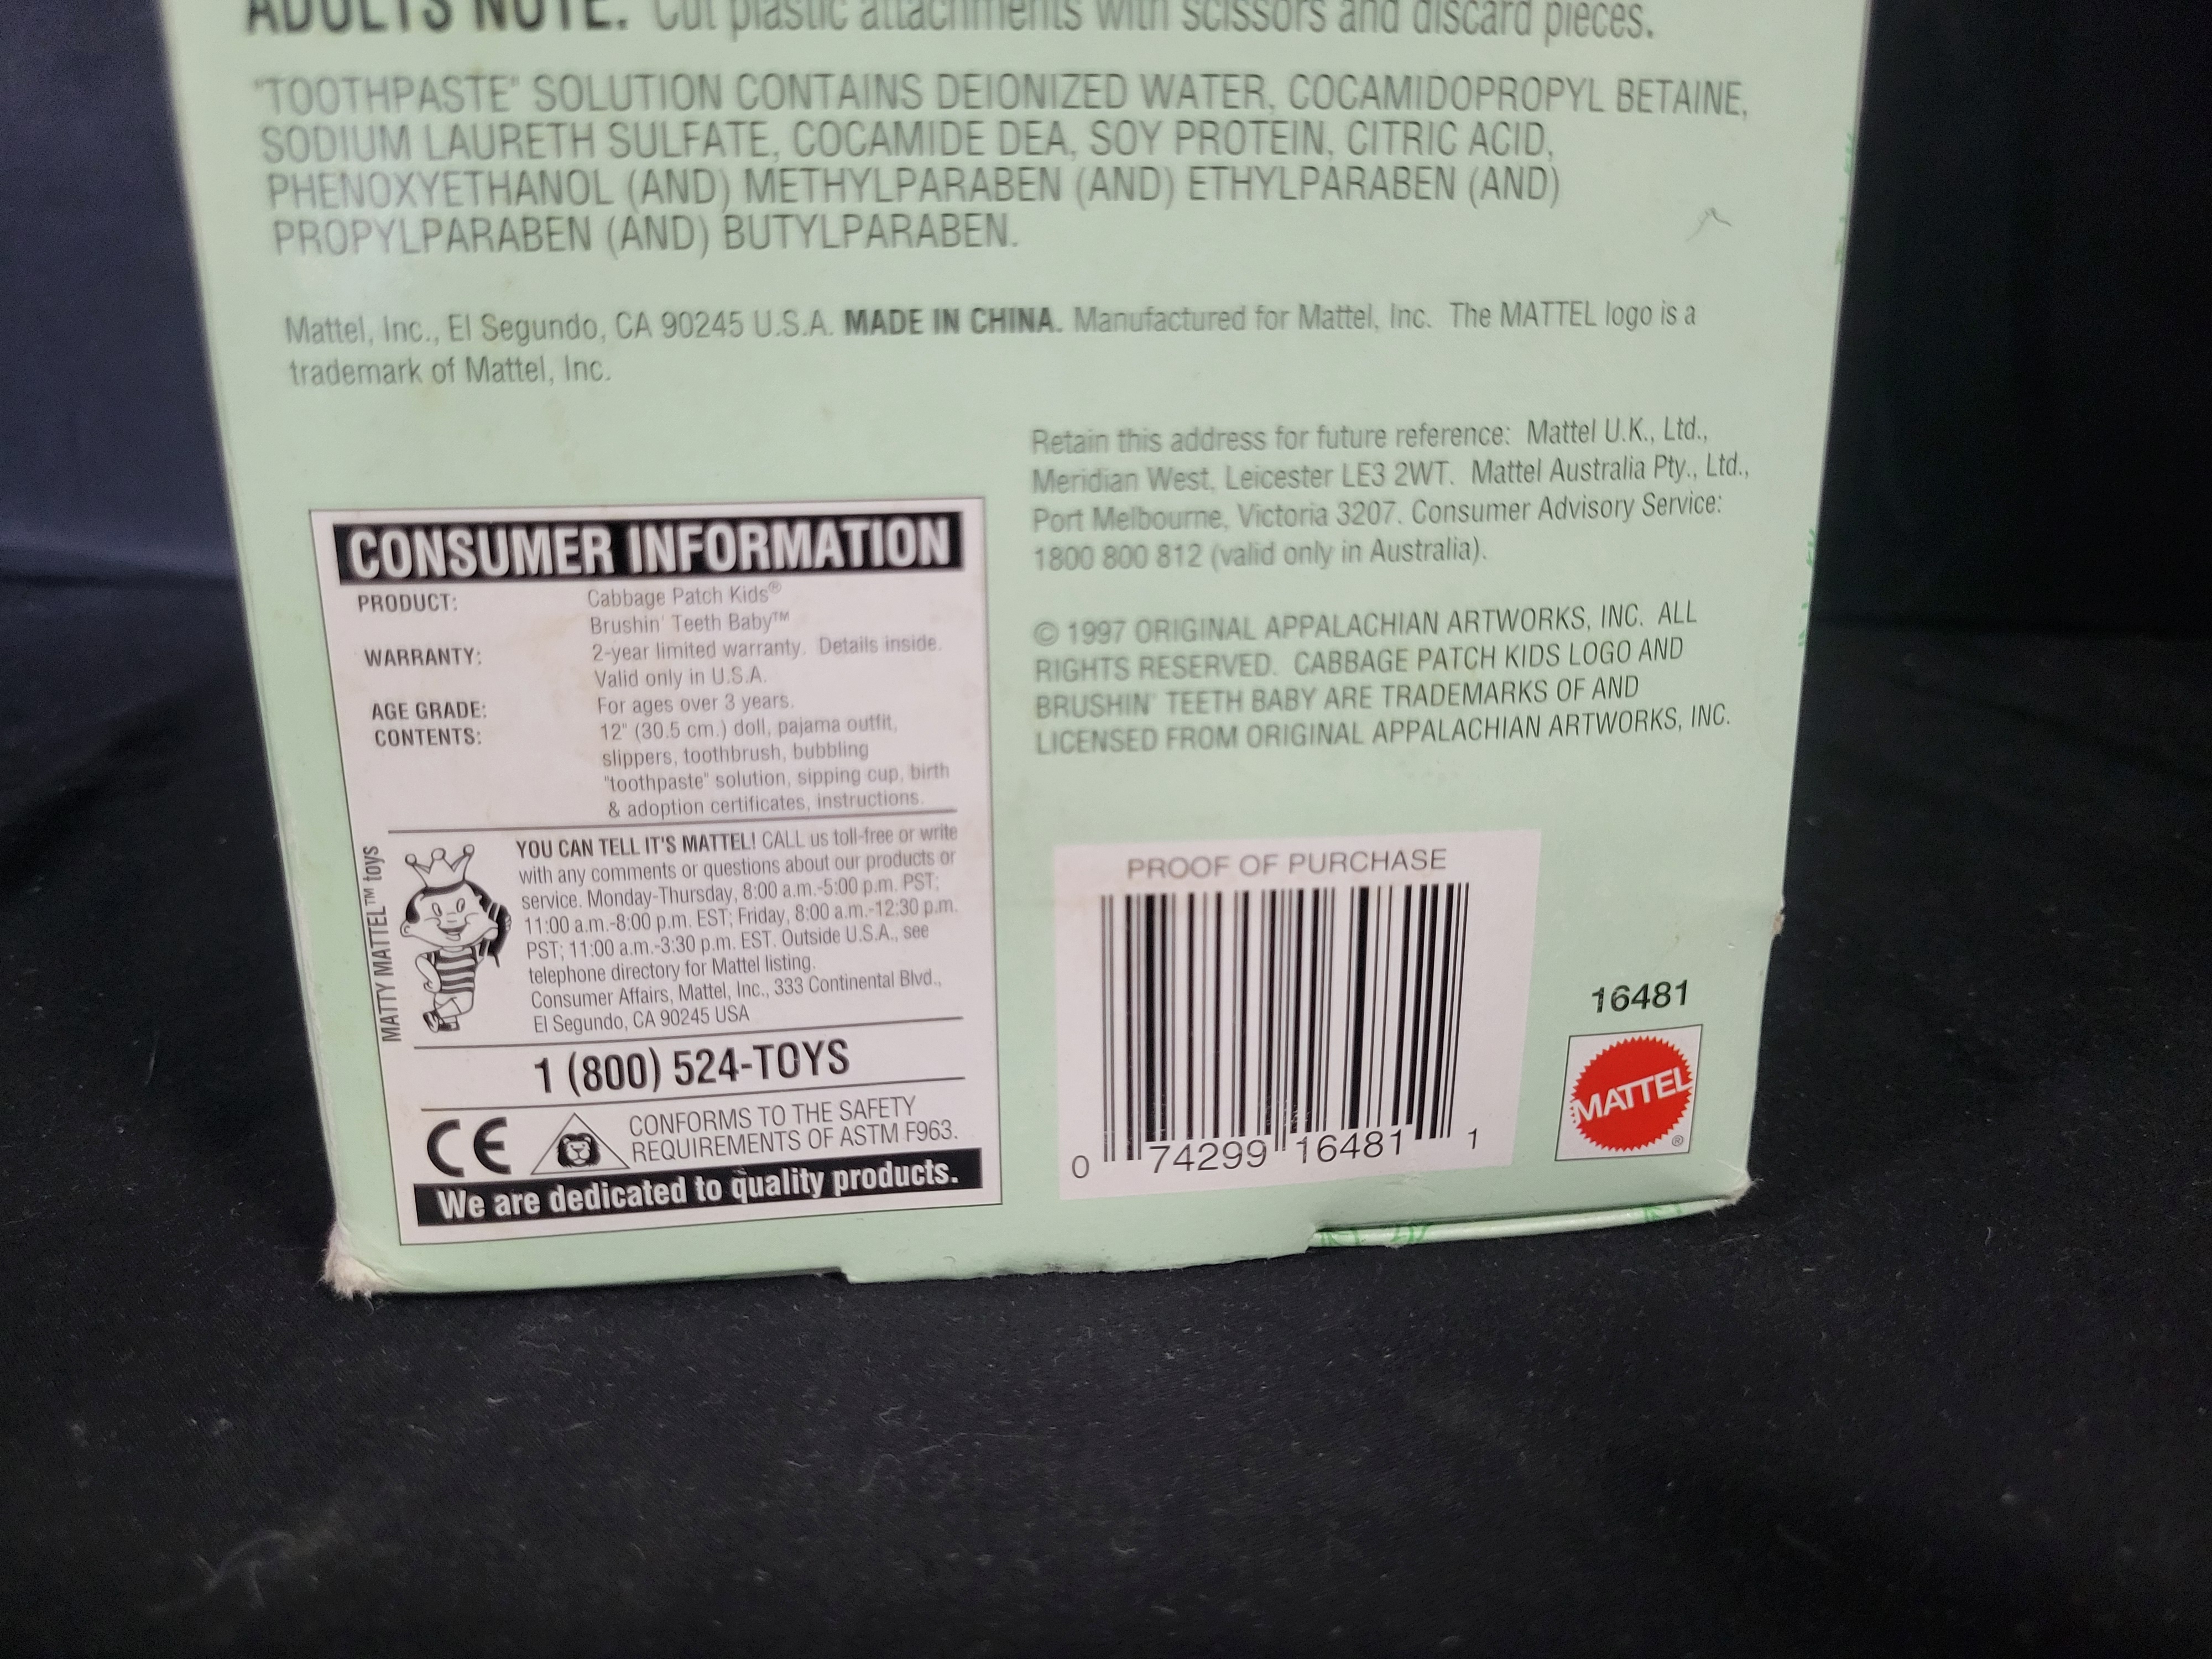 ADULTS NOTE: Cut plastic attachments with scissors and discard pieces.
"TOOTHPASTE" SOLUTION CONTAINS DEIONIZED WATER, COCAMIDOPROPYL BETAINE,
SODIUM LAURETH SULFATE, COCAMIDE DEA, SOY PROTEIN, CITRIC ACID,
PHENOXYETHANOL (AND) METHYLPARABEN (AND) ETHYLPARABEN (AND)
PROPYLPARABEN (AND) BUTYLPARABEN.
Mattel, Inc., El Segundo, CA 90245 U.S.A. MADE IN CHINA. Manufactured for Mattel, Inc. The MATTEL logo is a
trademark of Mattel, Inc.
Retain this address for future reference: Mattel U.K., Ltd.,
Meridian West, Leicester LE3 2WT. Mattel Australia Pty., Ltd.,
Port Melbourne, Victoria 3207. Consumer Advisory Service:
1800 800 812 (valid only in Australia).
© 1997 ORIGINAL APPALACHIAN ARTWORKS, INC. ALL
RIGHTS RESERVED. CABBAGE PATCH KIDS LOGO AND
BRUSHIN' TEETH BABY ARE TRADEMARKS OF AND
LICENSED FROM ORIGINAL APPALACHIAN ARTWORKS, INC.
CONSUMER INFORMATION
PRODUCT: Cabbage Patch Kids®
Brushin' Teeth Baby™
WARRANTY: 2-year limited warranty. Details inside.
Valid only in U.S.A.
AGE GRADE: For ages over 3 years.
CONTENTS: 12" (30.5 cm.) doll, pajama outfit,
slippers, toothbrush, bubbling
"toothpaste" solution, sipping cup, birth
& adoption certificates, instructions.
MATTY MATTEL™ toys
YOU CAN TELL IT'S MATTEL! CALL us toll-free or write
with any comments or questions about our products or
service. Monday-Thursday, 8:00 a.m.-5:00 p.m. PST;
11:00 a.m.-8:00 p.m. EST; Friday, 8:00 a.m.-12:30 p.m.
PST; 11:00 a.m.-3:30 p.m. EST. Outside U.S.A., see
telephone directory for Mattel listing.
Consumer Affairs, Mattel, Inc., 333 Continental Blvd.,
El Segundo, CA 90245 USA
1 (800) 524-TOYS
CE CONFORMS TO THE SAFETY
REQUIREMENTS OF ASTM F963.
We are dedicated to quality products.
PROOF OF PURCHASE
0 74299 16481 1
16481
MATTEL®